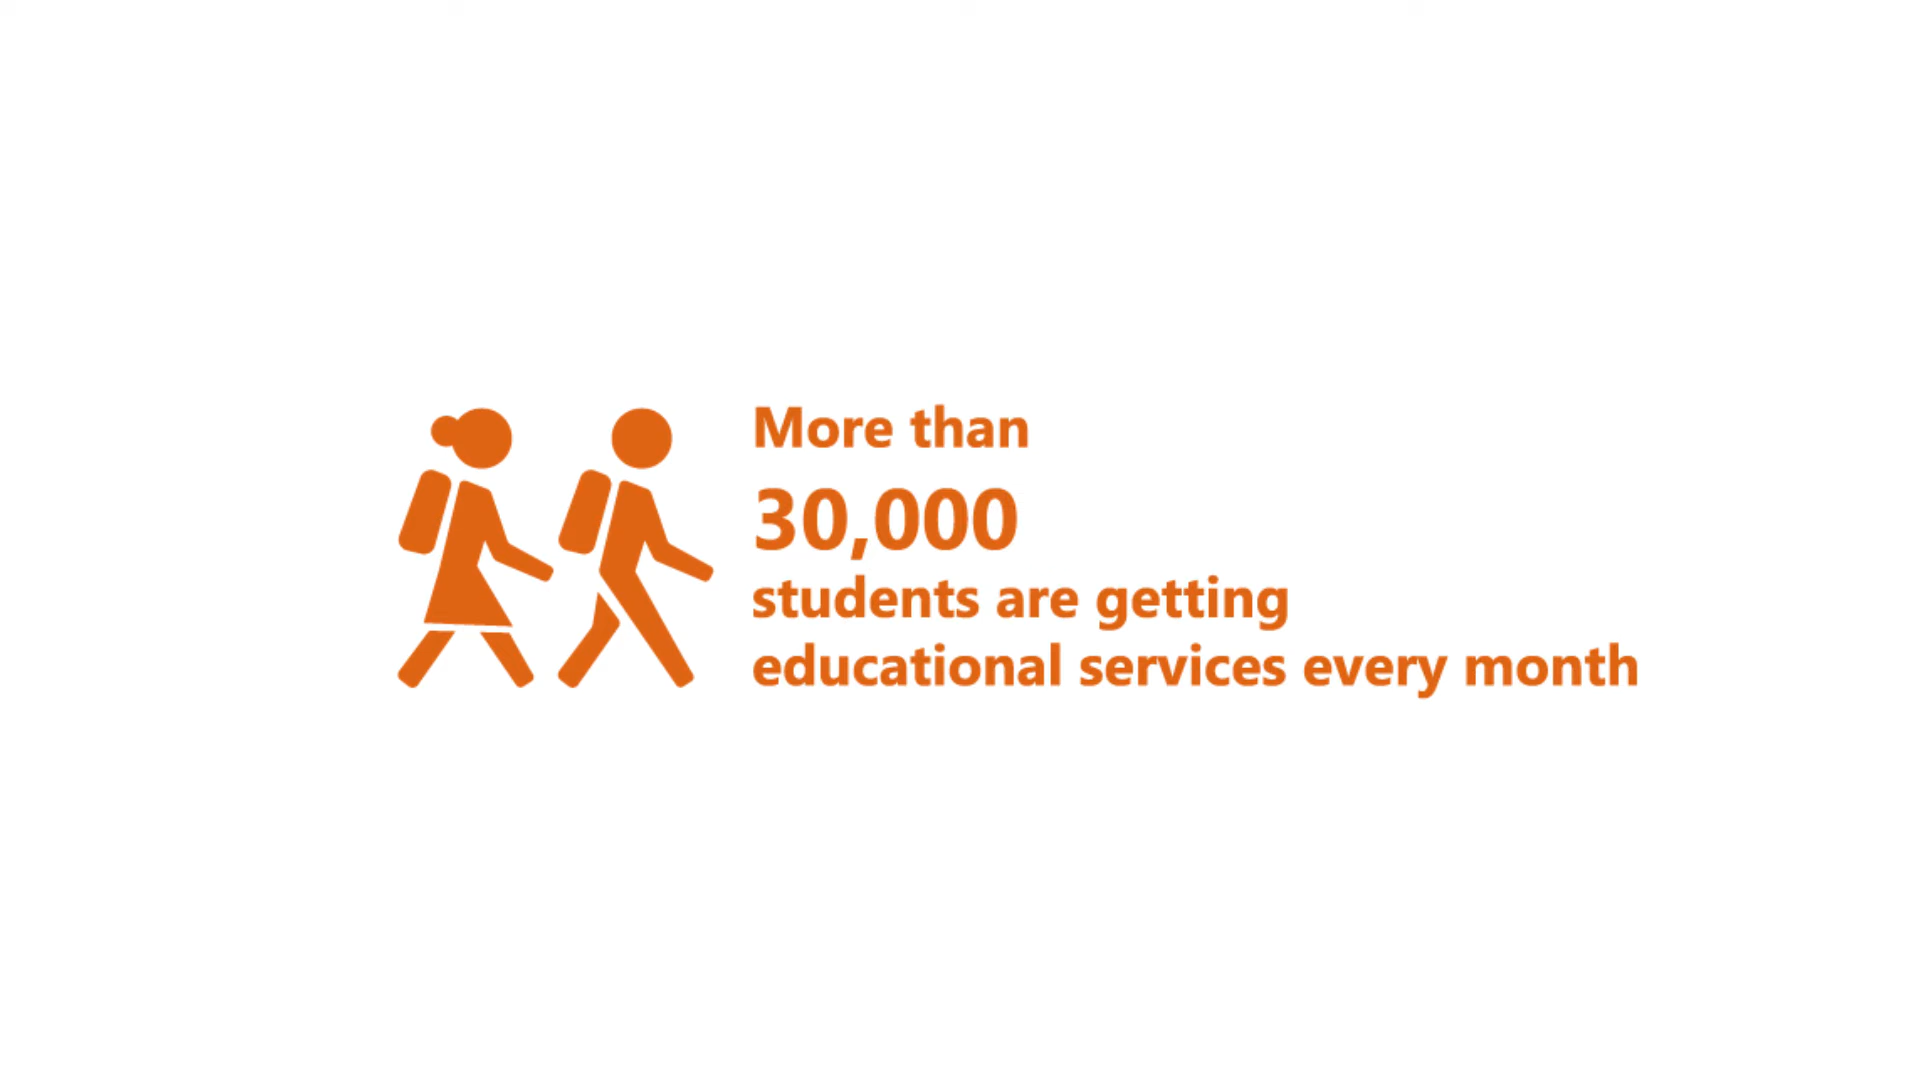 More than
30,000
students are getting
educational services every month